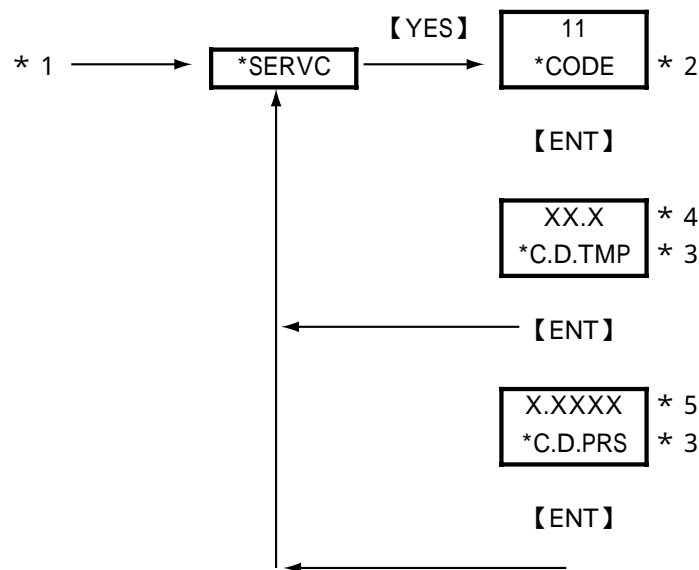 【YES】
11
* 1 *SERVC *CODE * 2
【ENT】
XX.X * 4
*C.D.TMP * 3
【ENT】
X.XXXX * 5
*C.D.PRS * 3
【ENT】